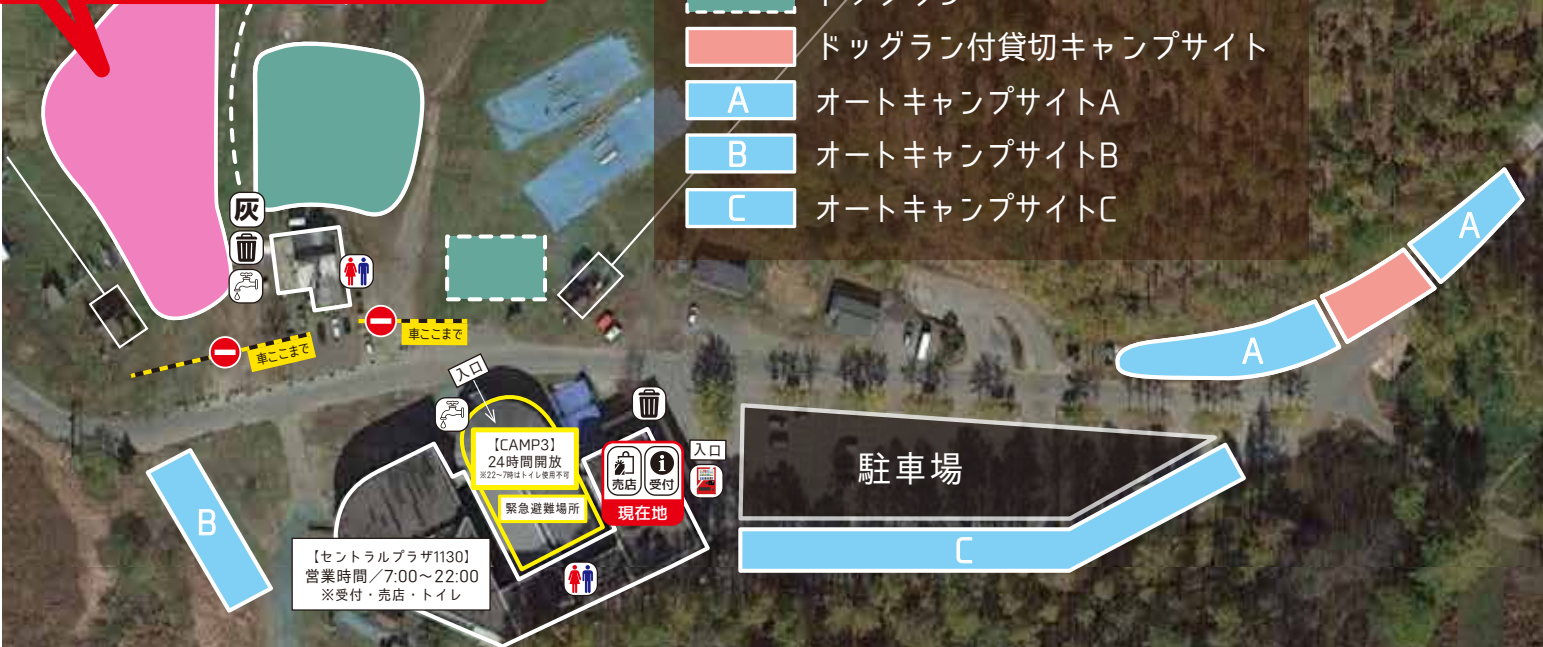 ドッグラン付貸切キャンプサイト
A
オートキャンプサイトA
B
オートキャンプサイトB
C
オートキャンプサイトC
灰
車ここまで
車ここまで
A
A
入口
【CAMP3】
24時間開放
※22〜7時はトイレ使用不可
緊急避難場所
売店
受付
現在地
入口
駐車場
B
C
【セントラルプラザ1130】
営業時間/7:00〜22:00
※受付・売店・トイレ